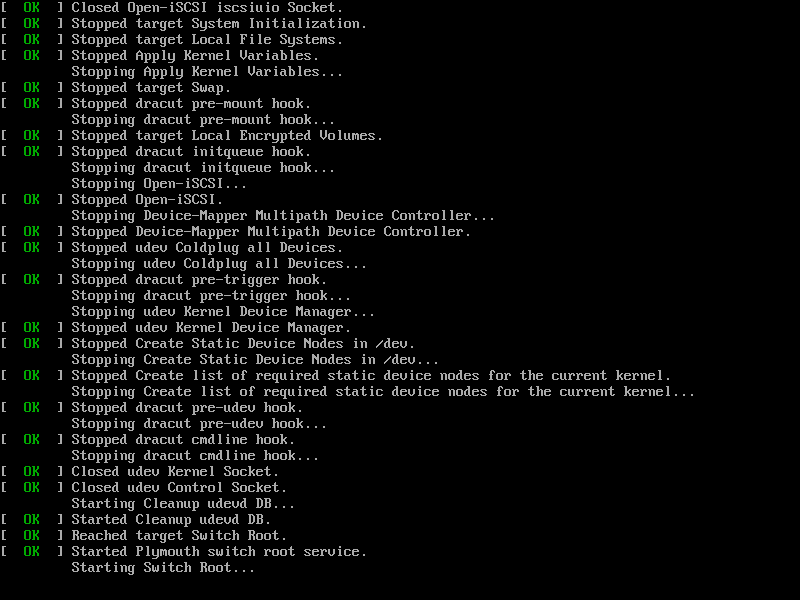 [  OK  ] Closed Open-iSCSI iscsiuio Socket.
[  OK  ] Stopped target System Initialization.
[  OK  ] Stopped target Local File Systems.
[  OK  ] Stopped Apply Kernel Variables.
         Stopping Apply Kernel Variables...
[  OK  ] Stopped target Swap.
[  OK  ] Stopped dracut pre-mount hook.
         Stopping dracut pre-mount hook...
[  OK  ] Stopped target Local Encrypted Volumes.
[  OK  ] Stopped dracut initqueue hook.
         Stopping dracut initqueue hook...
         Stopping Open-iSCSI...
[  OK  ] Stopped Open-iSCSI.
         Stopping Device-Mapper Multipath Device Controller...
[  OK  ] Stopped Device-Mapper Multipath Device Controller.
[  OK  ] Stopped udev Coldplug all Devices.
         Stopping udev Coldplug all Devices...
[  OK  ] Stopped dracut pre-trigger hook.
         Stopping dracut pre-trigger hook...
         Stopping udev Kernel Device Manager...
[  OK  ] Stopped udev Kernel Device Manager.
[  OK  ] Stopped Create Static Device Nodes in /dev.
         Stopping Create Static Device Nodes in /dev...
[  OK  ] Stopped Create list of required static device nodes for the current kernel.
         Stopping Create list of required static device nodes for the current kernel...
[  OK  ] Stopped dracut pre-udev hook.
         Stopping dracut pre-udev hook...
[  OK  ] Stopped dracut cmdline hook.
         Stopping dracut cmdline hook...
[  OK  ] Closed udev Kernel Socket.
[  OK  ] Closed udev Control Socket.
         Starting Cleanup udevd DB...
[  OK  ] Started Cleanup udevd DB.
[  OK  ] Reached target Switch Root.
[  OK  ] Started Plymouth switch root service.
         Starting Switch Root...